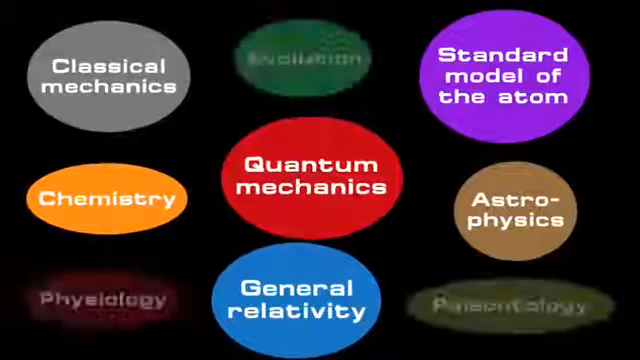 Classical
mechanics
Evolution
Standard
model of
the atom
Chemistry
Quantum
mechanics
Astro-
physics
Physiology
General
relativity
Paleontology